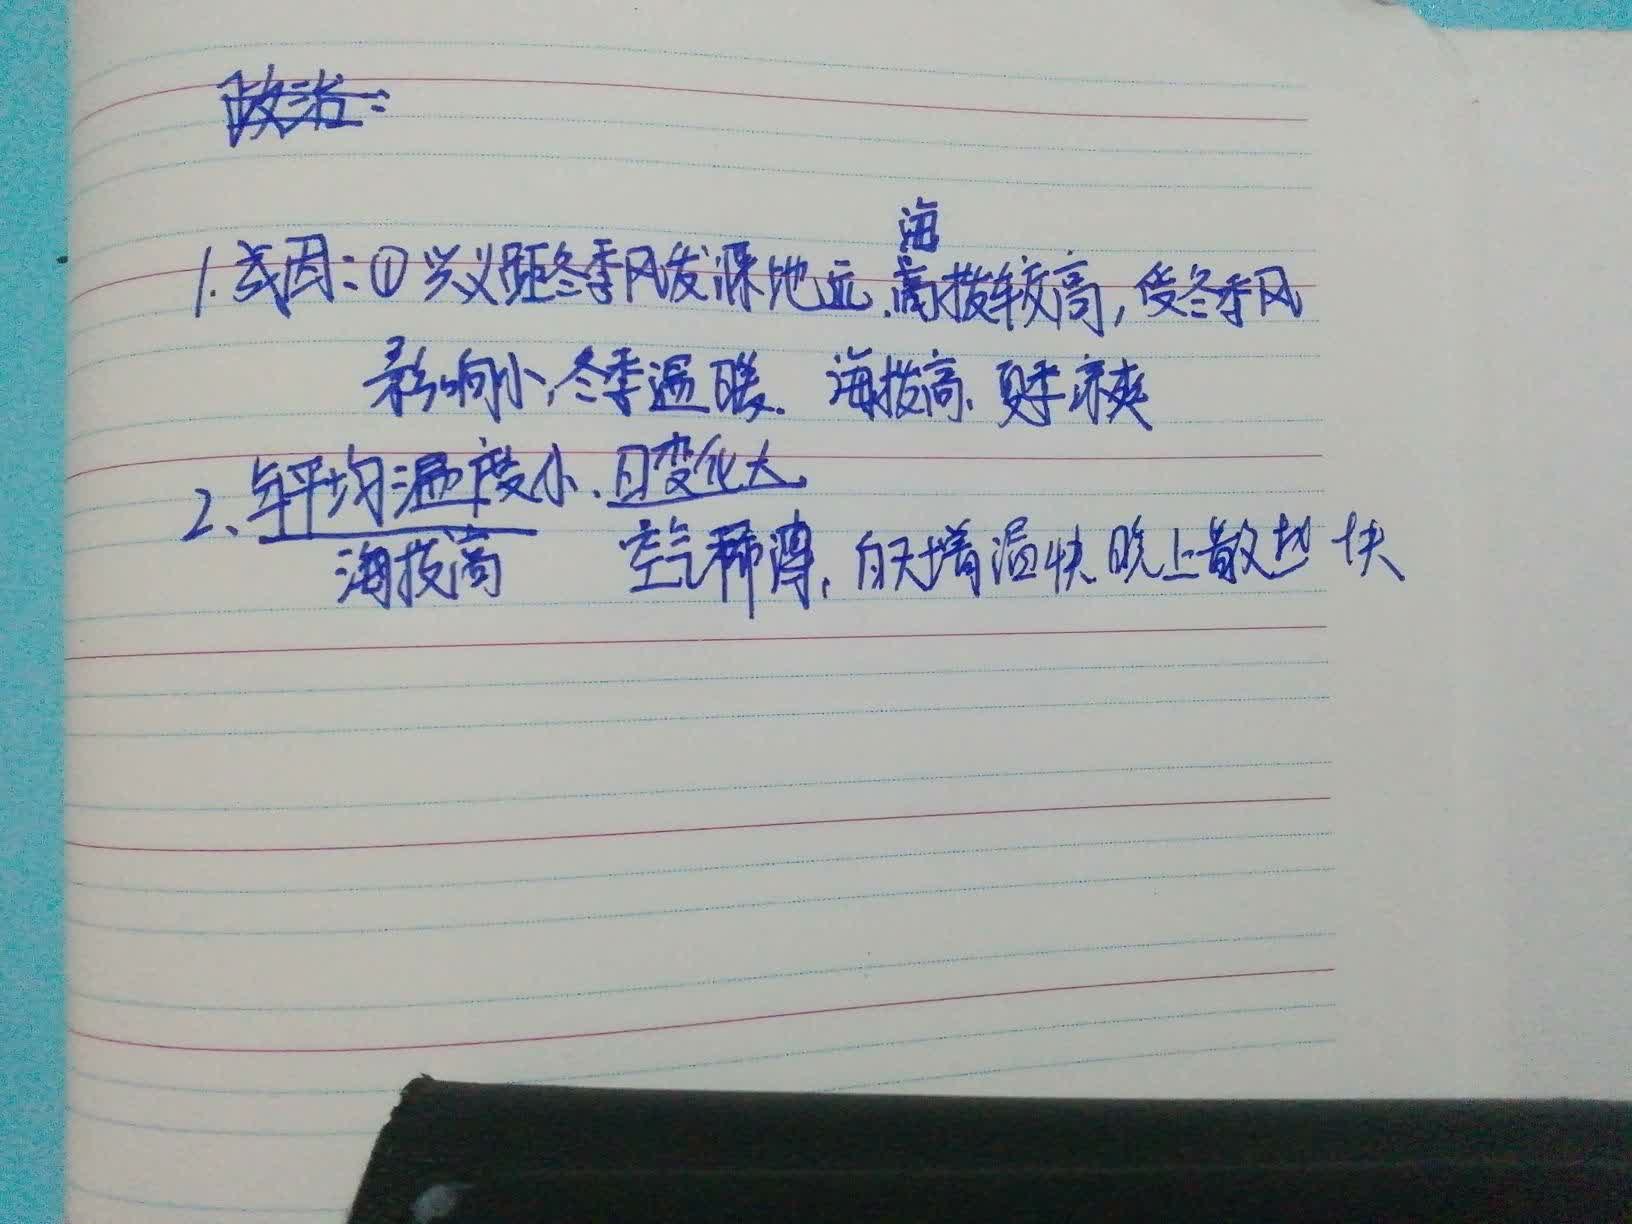 政治:
1.成因:①兴义距冬季风发源地远,海拔较高,受冬季风
影响小,冬季温暖. 海拔高,夏季凉爽
2、年平均温度小、日变化大,
海拔高 空气稀薄,白天增温快 晚上散热快